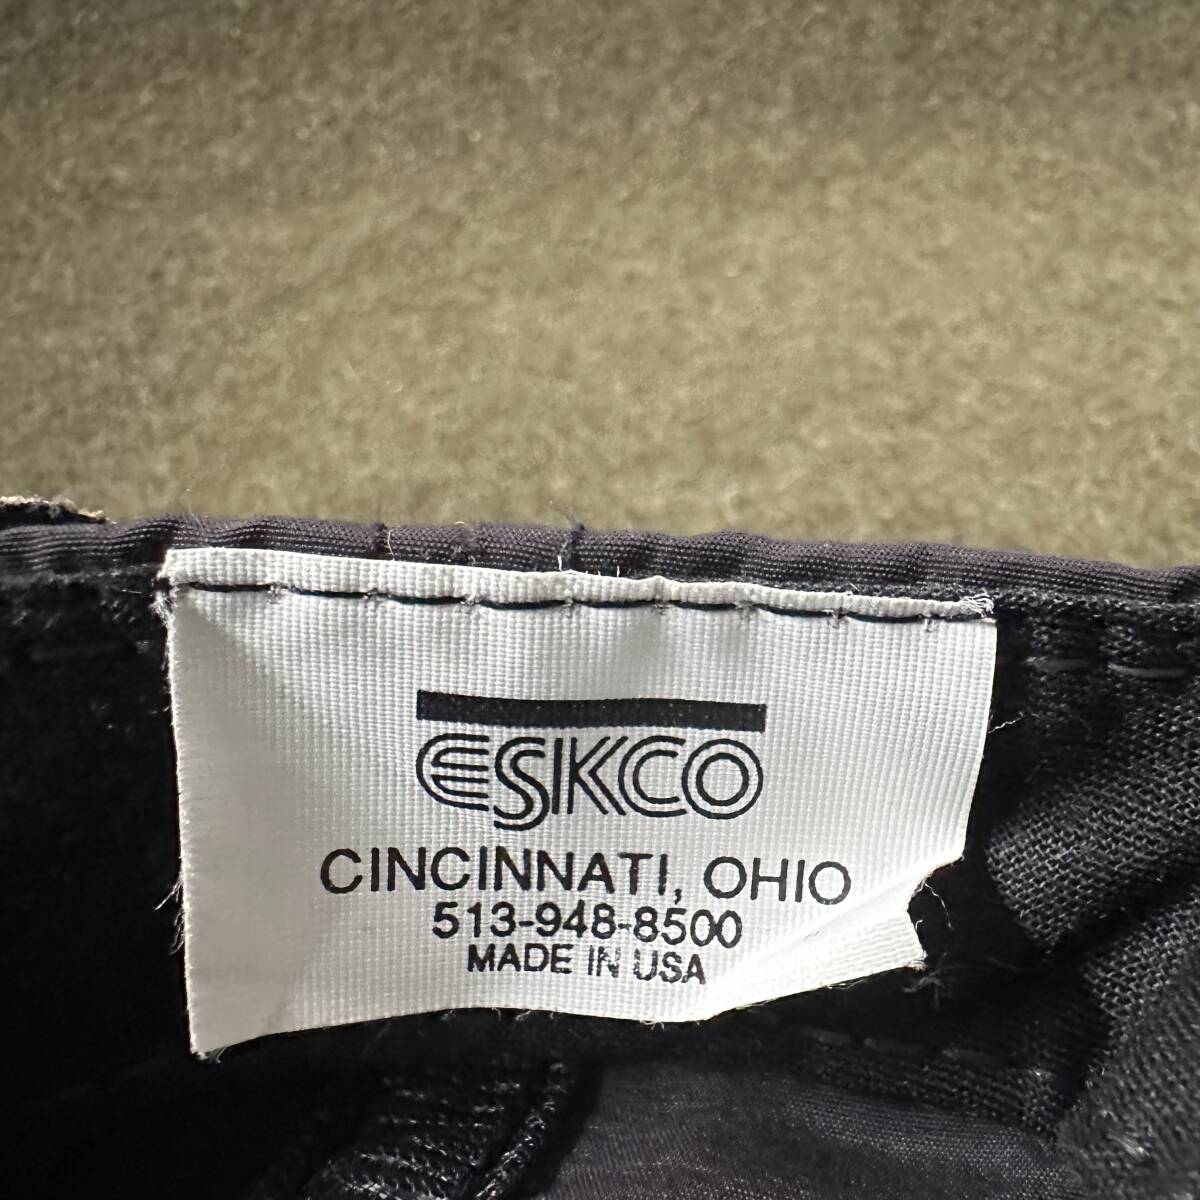 ESKCO
CINCINNATI, OHIO
513-948-8500
MADE IN USA